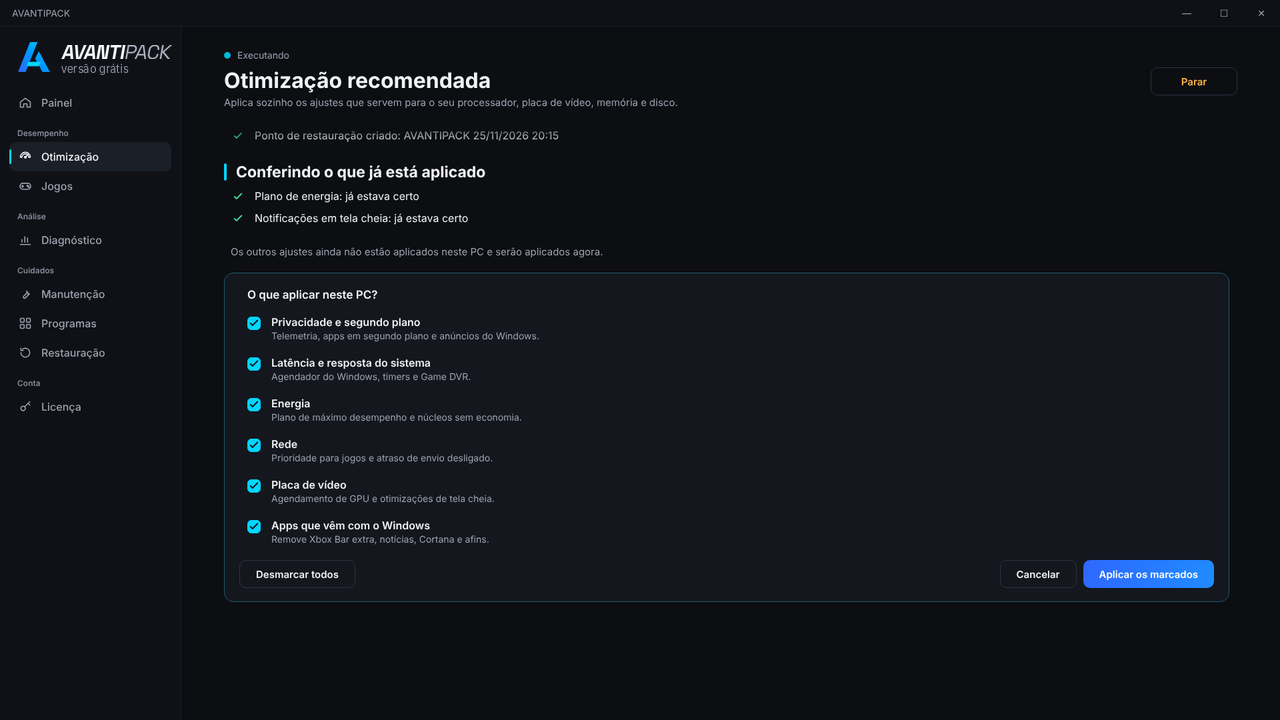 AVANTIPACK
AVANTIPACK
versão grátis
Painel
Desempenho
Otimização
Jogos
Análise
Diagnóstico
Cuidados
Manutenção
Programas
Restauração
Conta
Licença
Executando
Otimização recomendada
Parar
Aplica sozinho os ajustes que servem para o seu processador, placa de vídeo, memória e disco.
Ponto de restauração criado: AVANTIPACK 25/11/2026 20:15
Conferindo o que já está aplicado
Plano de energia: já estava certo
Notificações em tela cheia: já estava certo
Os outros ajustes ainda não estão aplicados neste PC e serão aplicados agora.
O que aplicar neste PC?
Privacidade e segundo plano
Telemetria, apps em segundo plano e anúncios do Windows.
Latência e resposta do sistema
Agendador do Windows, timers e Game DVR.
Energia
Plano de máximo desempenho e núcleos sem economia.
Rede
Prioridade para jogos e atraso de envio desligado.
Placa de vídeo
Agendamento de GPU e otimizações de tela cheia.
Apps que vêm com o Windows
Remove Xbox Bar extra, notícias, Cortana e afins.
Desmarcar todos
Cancelar
Aplicar os marcados